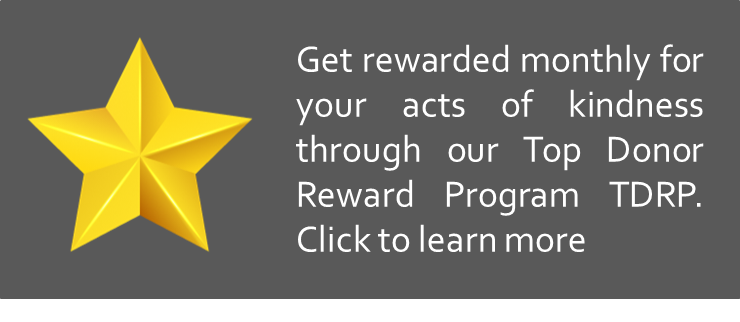 Get rewarded monthly for
your acts of kindness
through our Top Donor
Reward Program TDRP.
Click to learn more